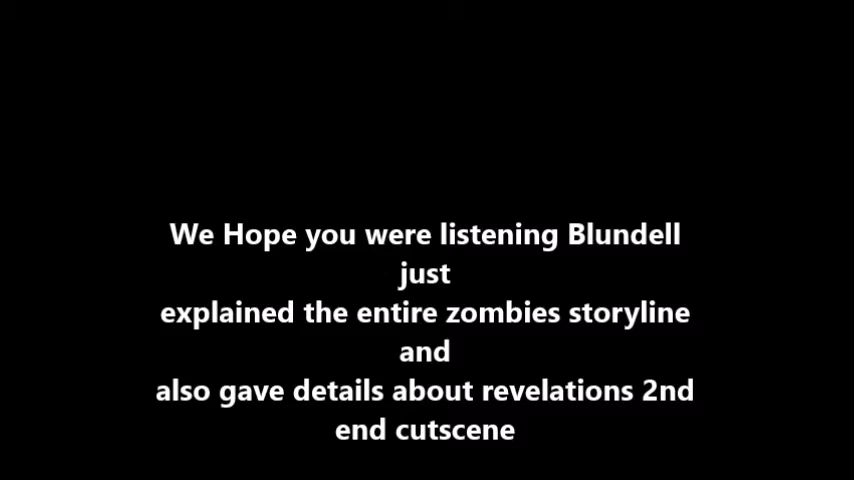 We Hope you were listening Blundell
just
explained the entire zombies storyline
and
also gave details about revelations 2nd
end cutscene